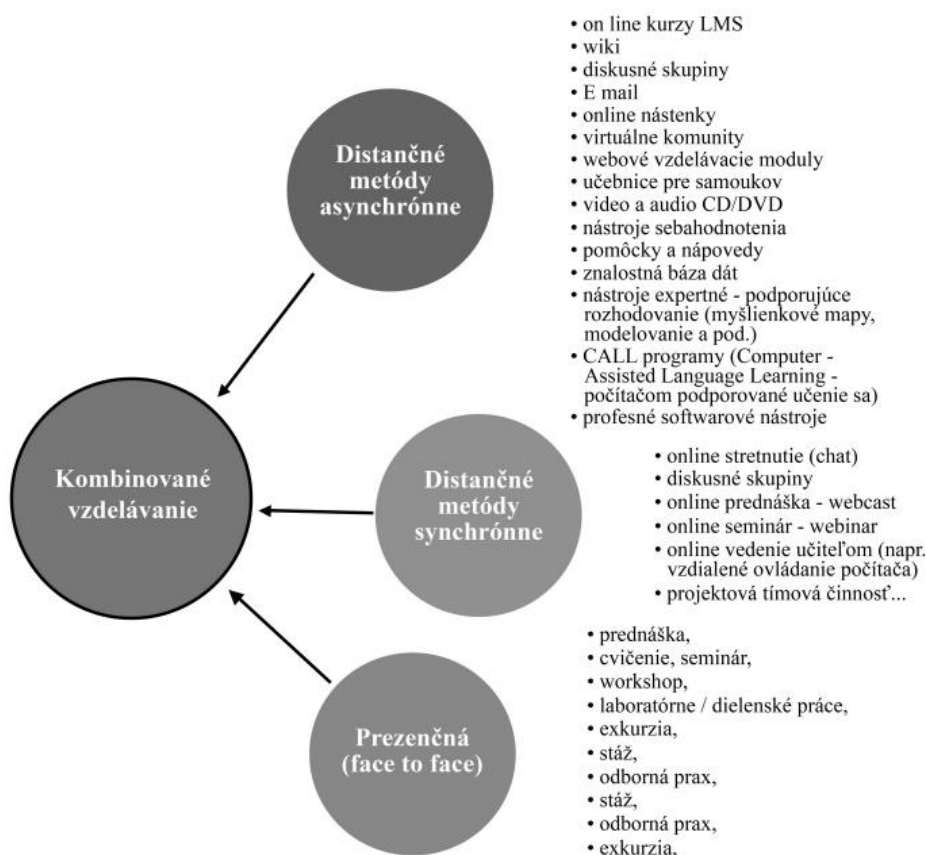 Distančné
metódy
asynchrónne
• on line kurzy LMS
• wiki
• diskusné skupiny
• E mail
• online nástenky
• virtuálne komunity
• webové vzdelávacie moduly
• učebnice pre samoukov
• video a audio CD/DVD
• nástroje sebahodnotenia
• pomôcky a nápovedy
• znalostná báza dát
• nástroje expertné - podporujúce
rozhodovanie (myšlienkové mapy,
modelovanie a pod.)
• CALL programy (Computer -
Assisted Language Learning -
počítačom podporované učenie sa)
• profesné softwarové nástroje
Kombinované
vzdelávanie
Distančné
metódy
synchrónne
• online stretnutie (chat)
• diskusné skupiny
• online prednáška - webcast
• online seminár - webinar
• online vedenie učiteľom (napr.
vzdialené ovládanie počítača)
• projektová tímová činnosť...
Prezenčná
(face to face)
• prednáška,
• cvičenie, seminár,
• workshop,
• laboratórne / dielenské práce,
• exkurzia,
• stáž,
• odborná prax,
• stáž,
• odborná prax,
• exkurzia,